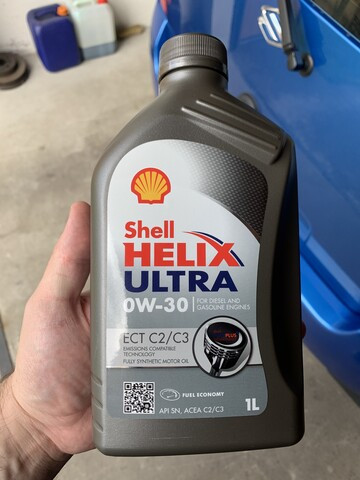 Shell
HELIX
ULTRA
0W-30
FOR DIESEL AND
GASOLINE ENGINES
ECT C2/C3
EMISSIONS COMPATIBLE
TECHNOLOGY
FULLY SYNTHETIC MOTOR OIL
PLUS
FUEL ECONOMY
API SN, ACEA C2/C3
1L